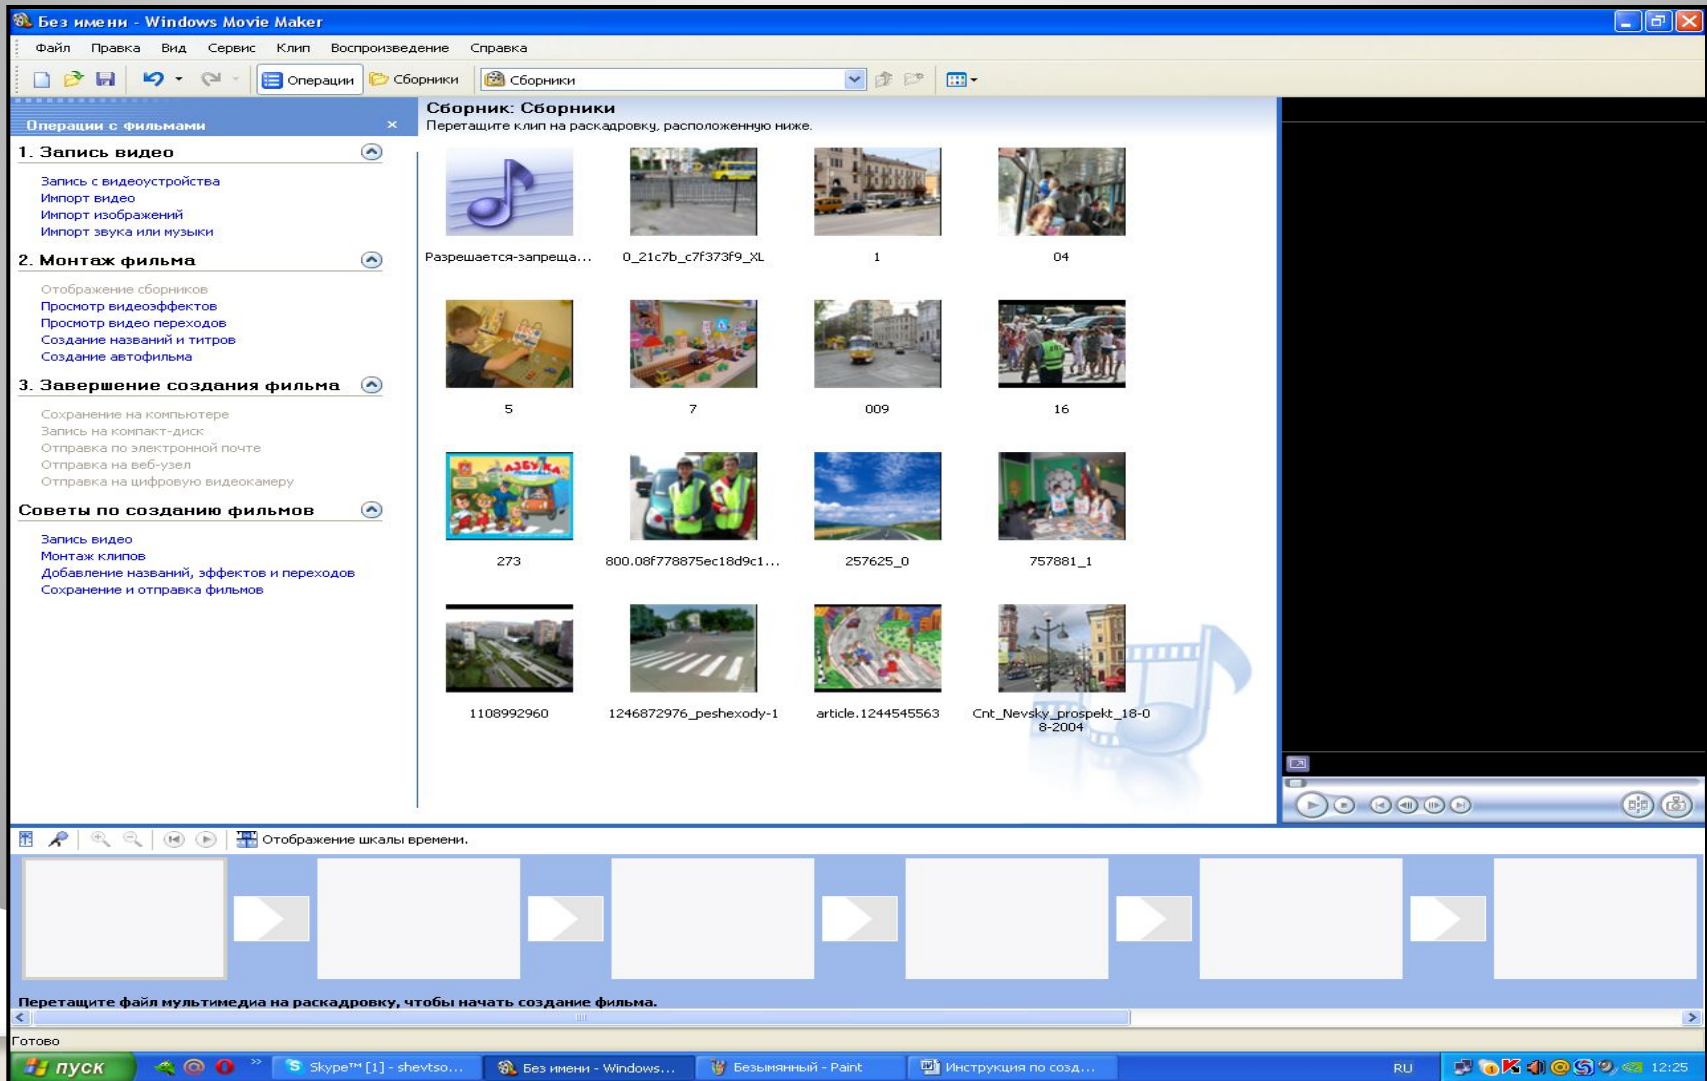 Без имени - Windows Movie Maker
Файл Правка Вид Сервис Клип Воспроизведение Справка
Операции Сборники Сборники
Операции с фильмами
1. Запись видео
Запись с видеоустройства
Импорт видео
Импорт изображений
Импорт звука или музыки
2. Монтаж фильма
Отображение сборников
Просмотр видеоэффектов
Просмотр видео переходов
Создание названий и титров
Создание автофильма
3. Завершение создания фильма
Сохранение на компьютере
Запись на компакт-диск
Отправка по электронной почте
Отправка на веб-узел
Отправка на цифровую видеокамеру
Советы по созданию фильмов
Запись видео
Монтаж клипов
Добавление названий, эффектов и переходов
Сохранение и отправка фильмов
Сборник: Сборники
Перетащите клип на раскадровку, расположенную ниже.
Разрешается-запреща... 0_21c7b_c7f373f9_XL 1 04
5 7 009 16
АЗБУКА
273 800.08f778875ec18d9c1... 257625_0 757881_1
1108992960 1246872976_peshexody-1 article.1244545563 Cnt_Nevsky_prospekt_18-0
8-2004
Отображение шкалы времени.
Перетащите файл мультимедиа на раскадровку, чтобы начать создание фильма.
Готово
пуск Skype™ [1] - shevtso... Без имени - Windows... Безымянный - Paint Инструкция по созд... RU 12:25